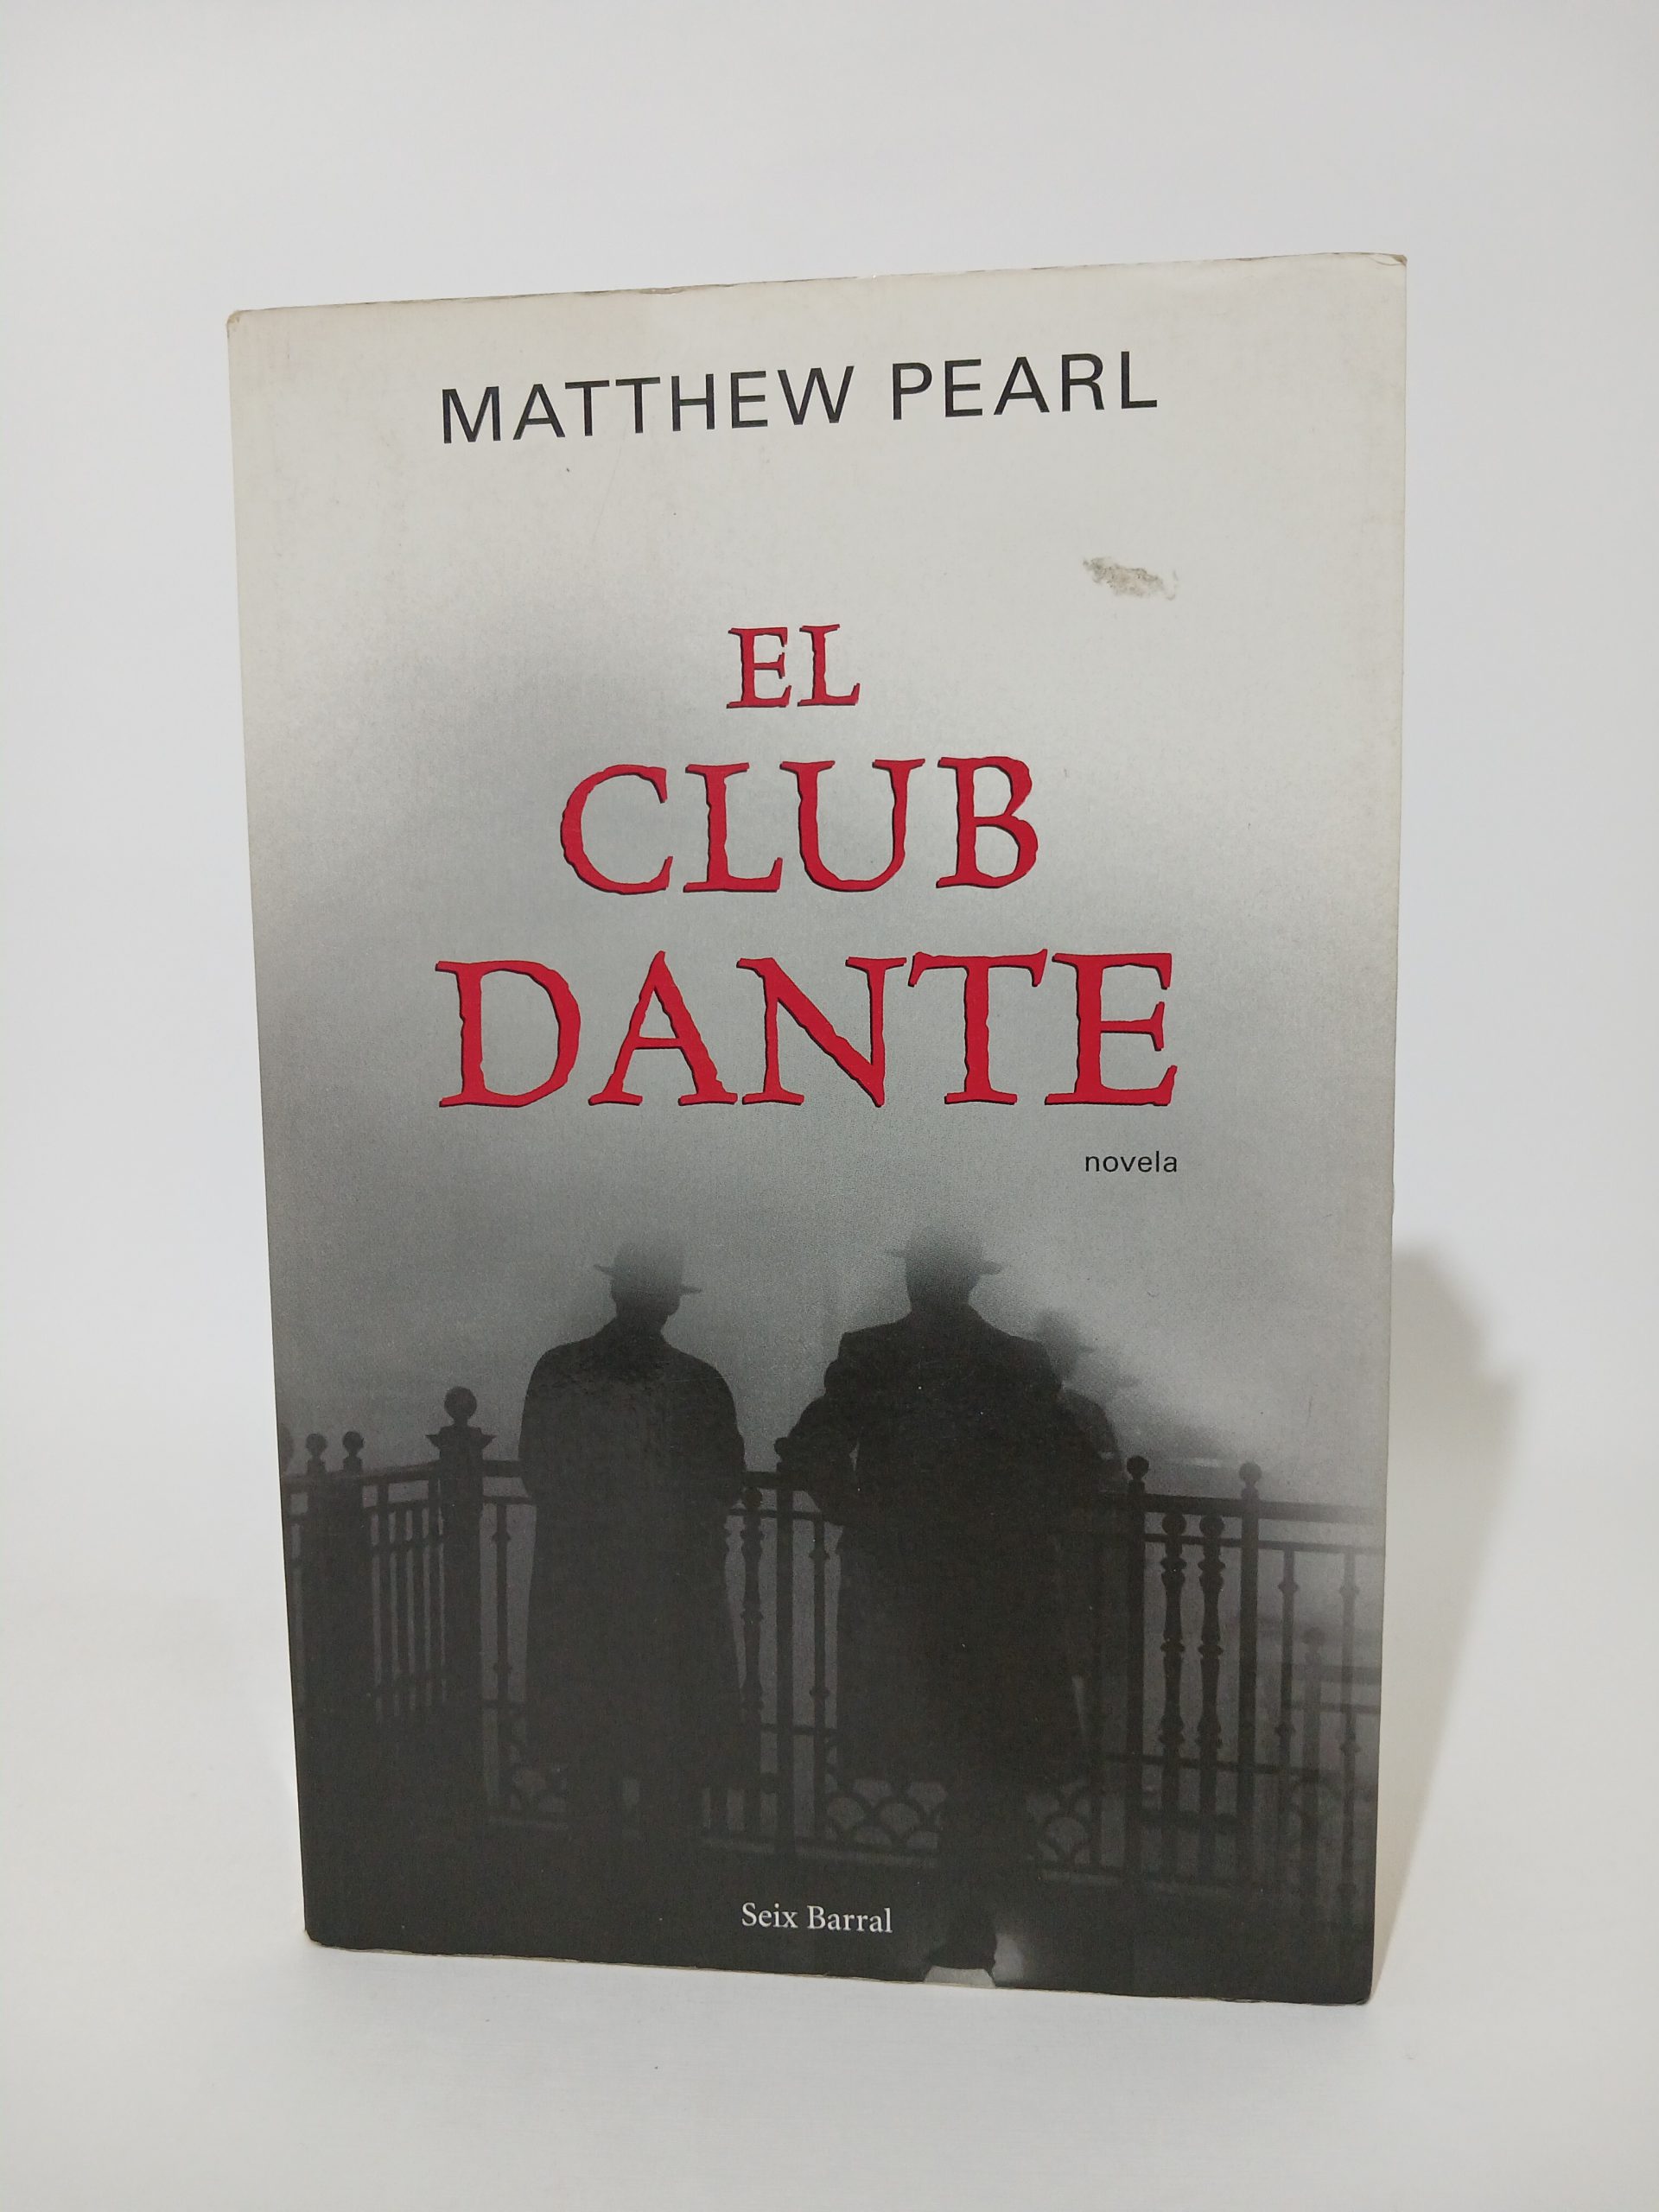 MATTHEW PEARL
EL
CLUB
DANTE
novela
Seix Barral